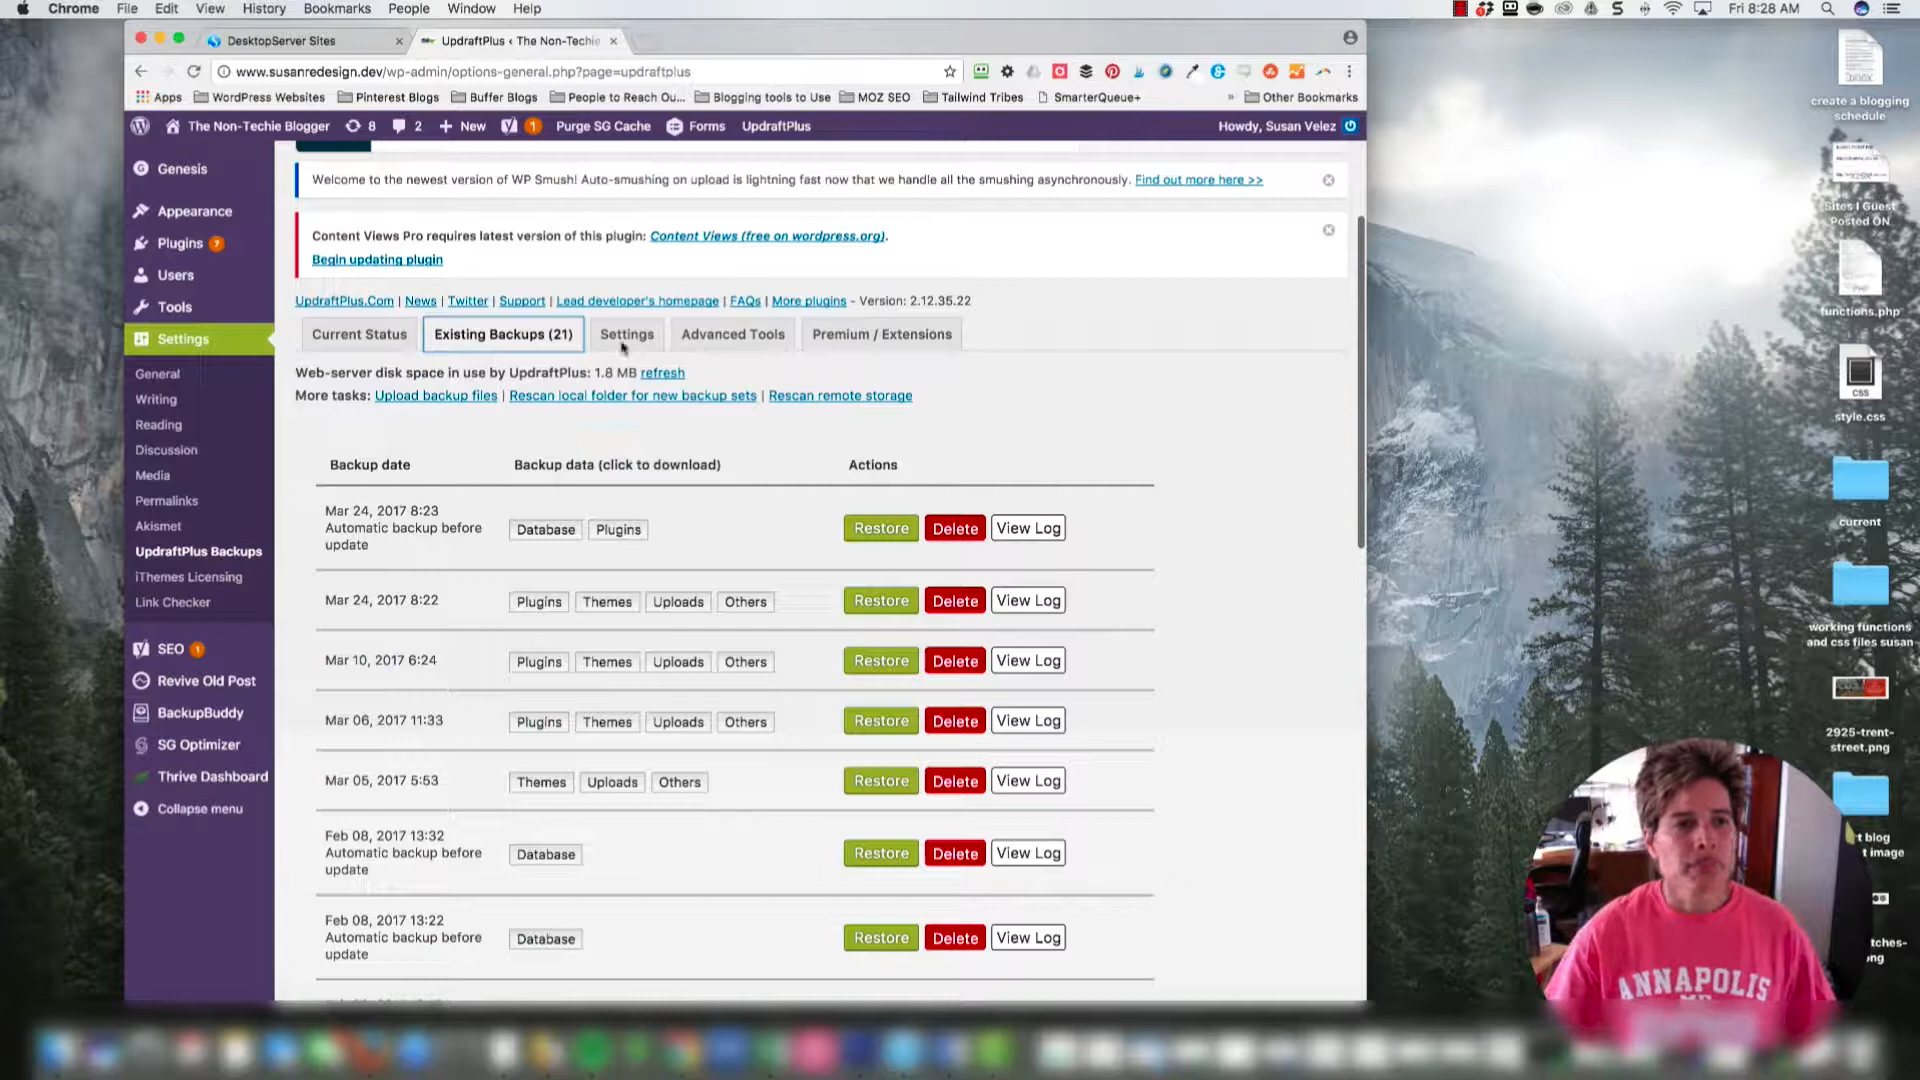 Chrome File Edit View History Bookmarks People Window Help Fri 8:28 AM
DesktopServer Sites × UpdraftPlus ‹ The Non-Techie ×
www.susanredesign.dev/wp-admin/options-general.php?page=updraftplus
Apps WordPress Websites Pinterest Blogs Buffer Blogs People to Reach Ou... Blogging tools to Use MOZ SEO Tailwind Tribes SmarterQueue+ » Other Bookmarks
The Non-Techie Blogger 8 2 + New 1 Purge SG Cache Forms UpdraftPlus Howdy, Susan Velez
Genesis
Appearance
Plugins 7
Users
Tools
Settings
General
Writing
Reading
Discussion
Media
Permalinks
Akismet
UpdraftPlus Backups
iThemes Licensing
Link Checker
SEO 1
Revive Old Post
BackupBuddy
SG Optimizer
Thrive Dashboard
Collapse menu
Welcome to the newest version of WP Smush! Auto-smushing on upload is lightning fast now that we handle all the smushing asynchronously. Find out more here >>
Content Views Pro requires latest version of this plugin: Content Views (free on wordpress.org).
Begin updating plugin
UpdraftPlus.Com | News | Twitter | Support | Lead developer's homepage | FAQs | More plugins - Version: 2.12.35.22
Current Status Existing Backups (21) Settings Advanced Tools Premium / Extensions
Web-server disk space in use by UpdraftPlus: 1.8 MB refresh
More tasks: Upload backup files | Rescan local folder for new backup sets | Rescan remote storage
Backup date Backup data (click to download) Actions
Mar 24, 2017 8:23
Automatic backup before
update
Database Plugins Restore Delete View Log
Mar 24, 2017 8:22 Plugins Themes Uploads Others Restore Delete View Log
Mar 10, 2017 6:24 Plugins Themes Uploads Others Restore Delete View Log
Mar 06, 2017 11:33 Plugins Themes Uploads Others Restore Delete View Log
Mar 05, 2017 5:53 Themes Uploads Others Restore Delete View Log
Feb 08, 2017 13:32
Automatic backup before
update
Database Restore Delete View Log
Feb 08, 2017 13:22
Automatic backup before
update
Database Restore Delete View Log
create a blogging
schedule
Sites I Guest
Posted ON
functions.php
CSS
style.css
current
working functions
and css files susan
2925-trent-
street.png
t blog
t image
tches-
ng
ANNAPOLIS